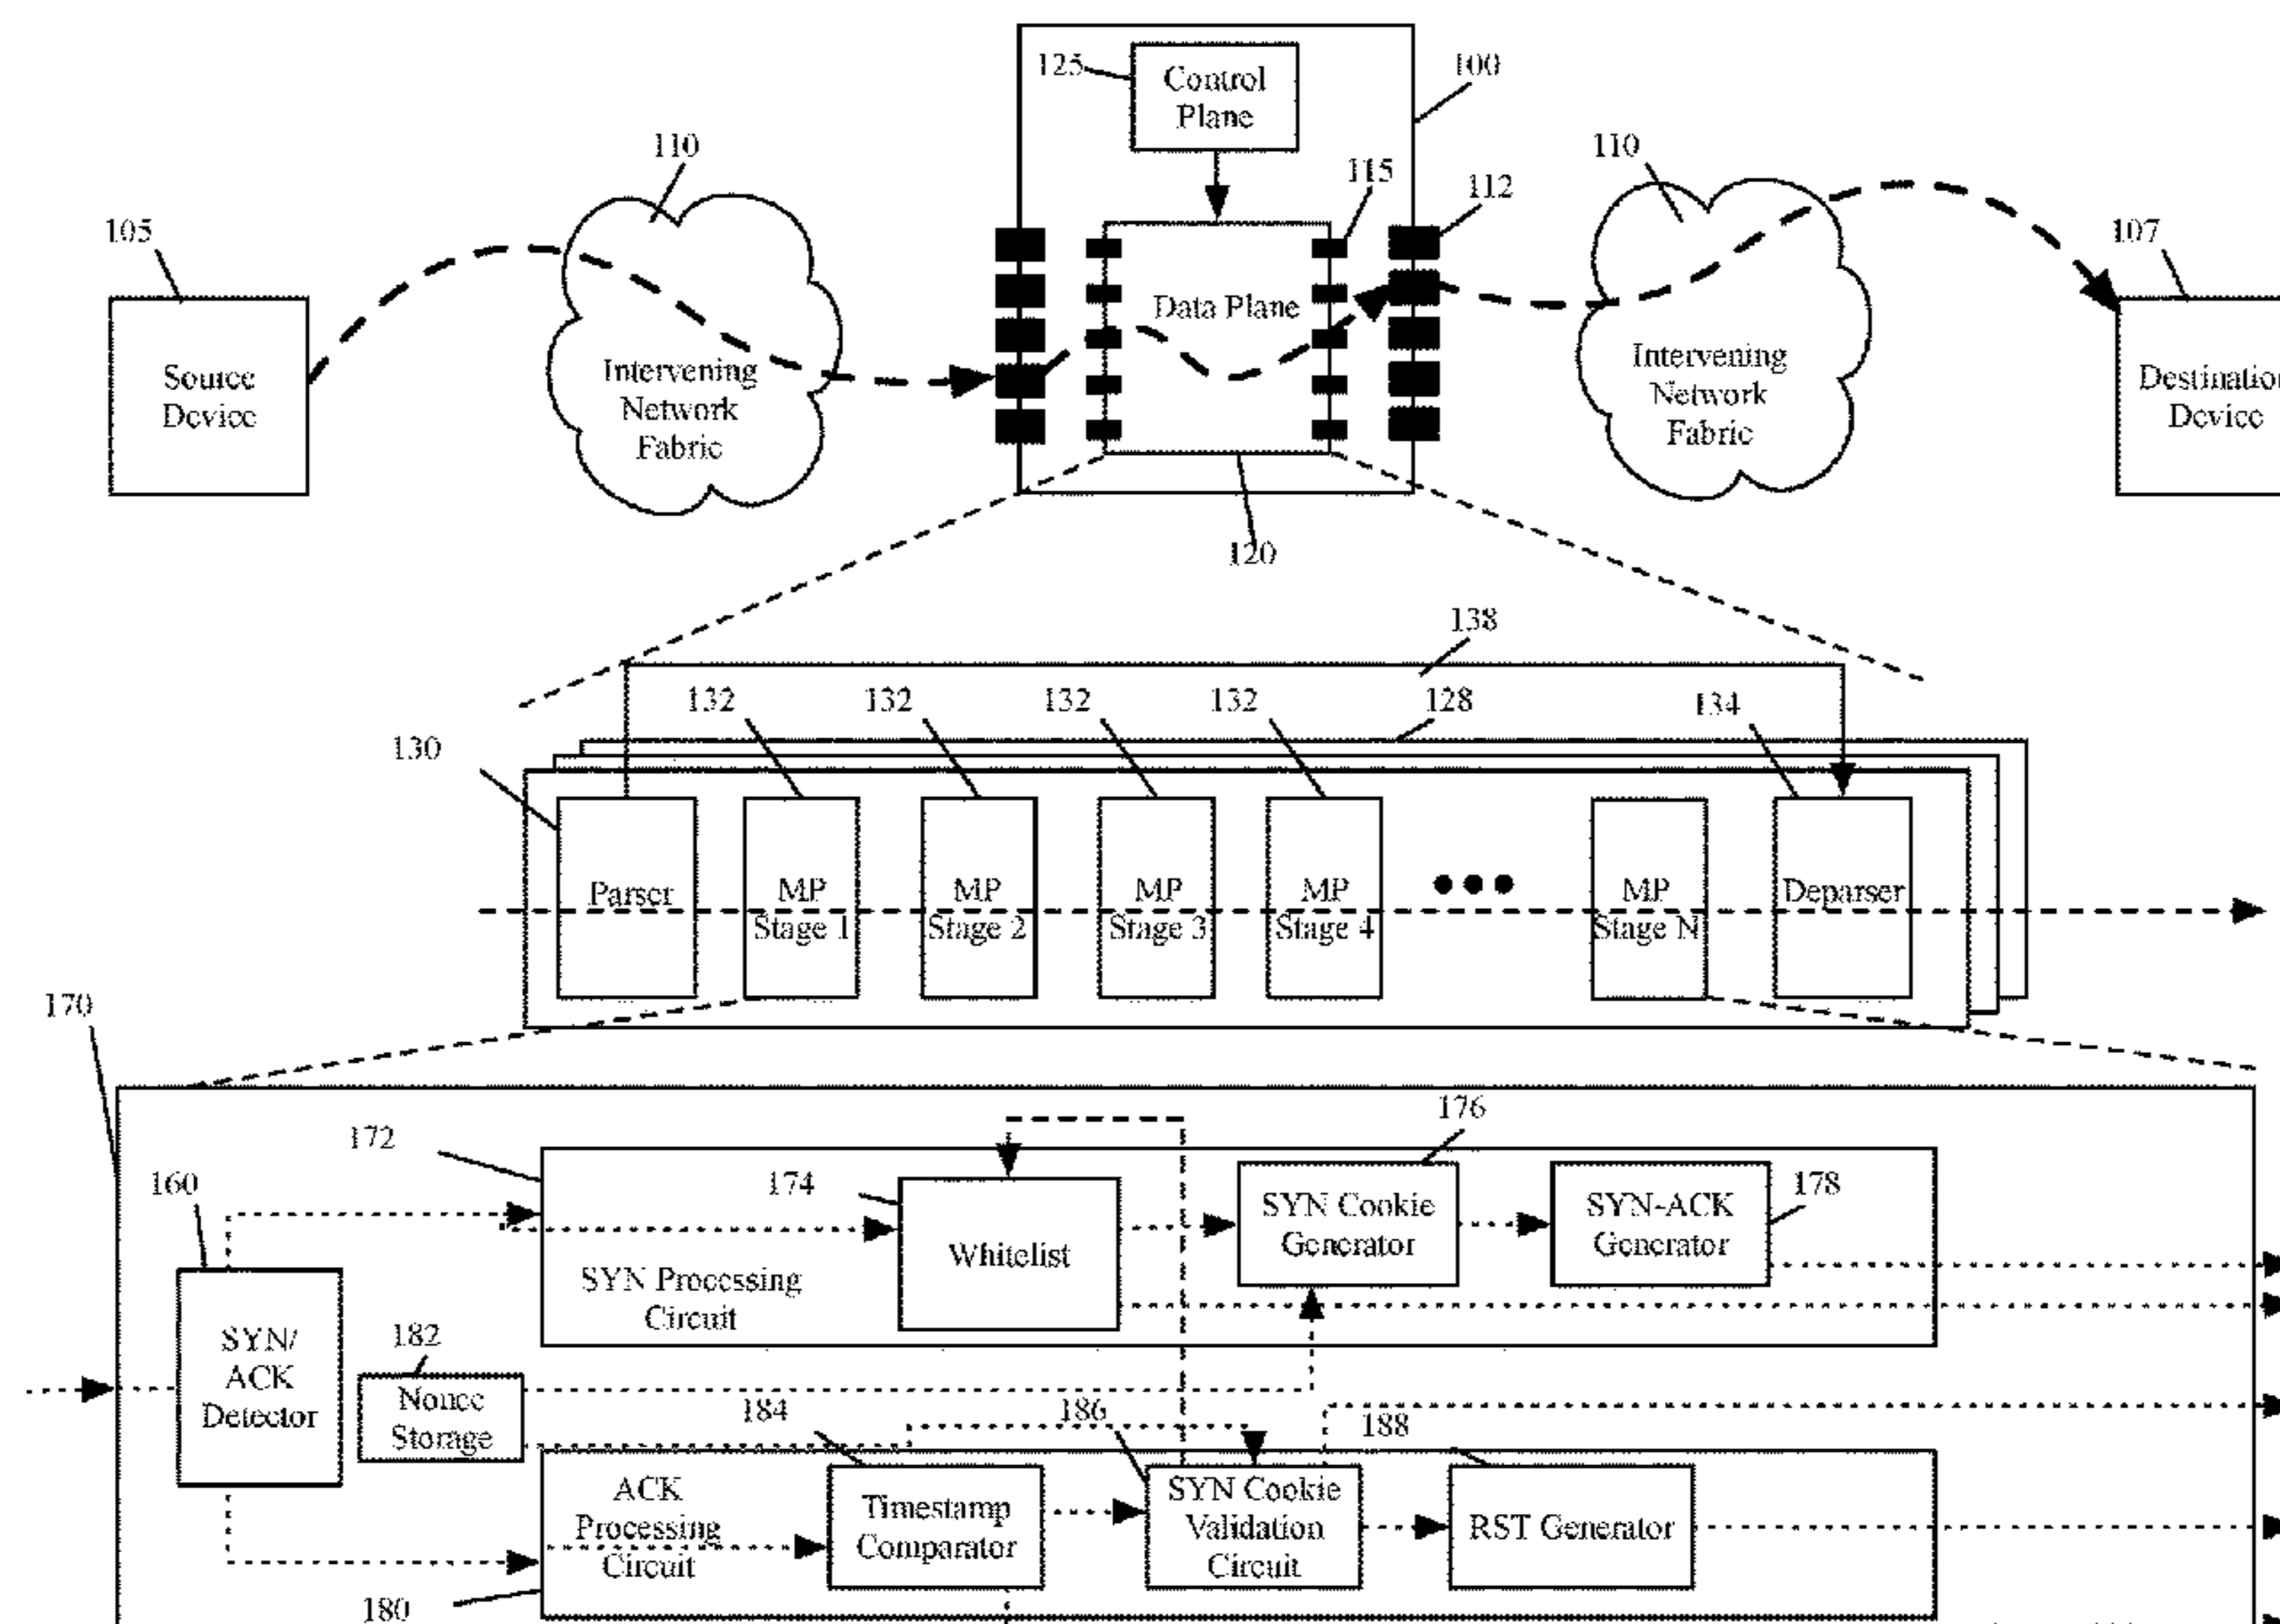 125
Control
Plane
100
110
110
115
112
105
107
Data Plane
Source
Device
Intervening
Network
Fabric
Intervening
Network
Fabric
Destination
Device
120
138
132
132
132
132
128
134
130
Parser
MP
Stage 1
MP
Stage 2
MP
Stage 3
MP
Stage 4
MP
Stage N
Deparser
170
176
172
174
178
160
SYN Cookie
Generator
SYN-ACK
Generator
Whitelist
SYN Processing
Circuit
SYN/
ACK
Detector
182
Nonce
Storage
184
186
188
ACK
Processing
Circuit
Timestamp
Comparator
SYN Cookie
Validation
Circuit
RST Generator
180